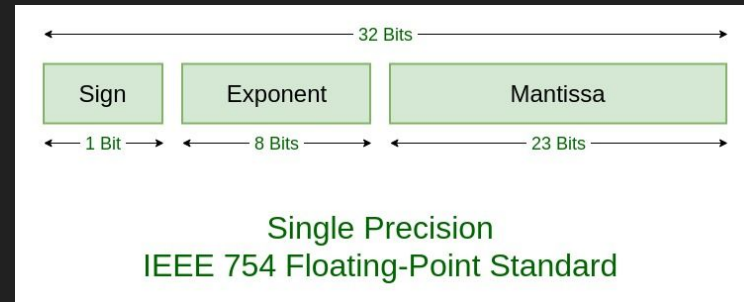 32 Bits
Sign Exponent Mantissa
1 Bit 8 Bits 23 Bits
Single Precision
IEEE 754 Floating-Point Standard